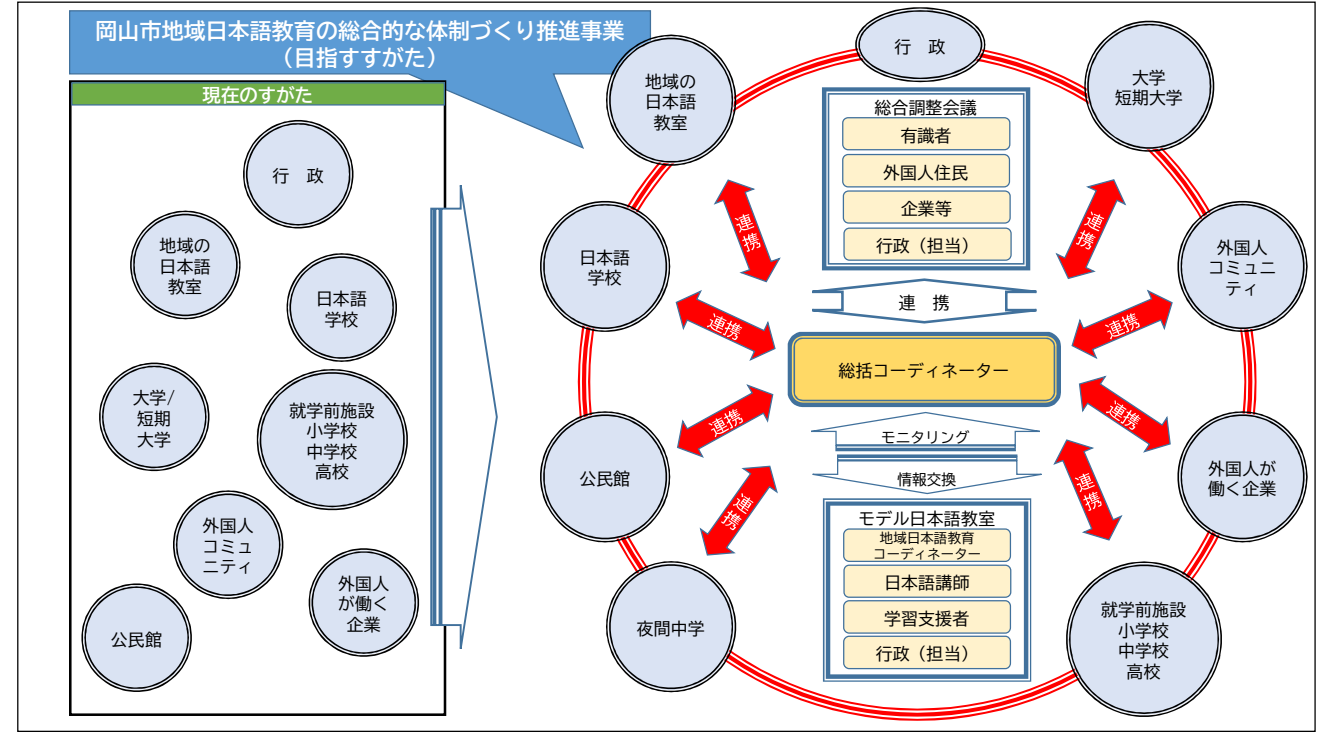 岡山市地域日本語教育の総合的な体制づくり推進事業
（目指すすがた）
現在のすがた
行　政
地域の
日本語
教室
日本語
学校
大学/
短期
大学
就学前施設
小学校
中学校
高校
外国人
コミュ
ニティ
外国人
が働く
企業
公民館
行　政
地域の
日本語
教室
大学
短期大学
総合調整会議
有識者
外国人住民
企業等
行政（担当）
連携
連携
日本語
学校
外国人
コミュニ
ティ
連　携
連携
連携
総括コーディネーター
連携
連携
モニタリング
情報交換
公民館
外国人が
働く企業
連携
連携
モデル日本語教室
地域日本語教育
コーディネーター
日本語講師
学習支援者
行政（担当）
夜間中学
就学前施設
小学校
中学校
高校